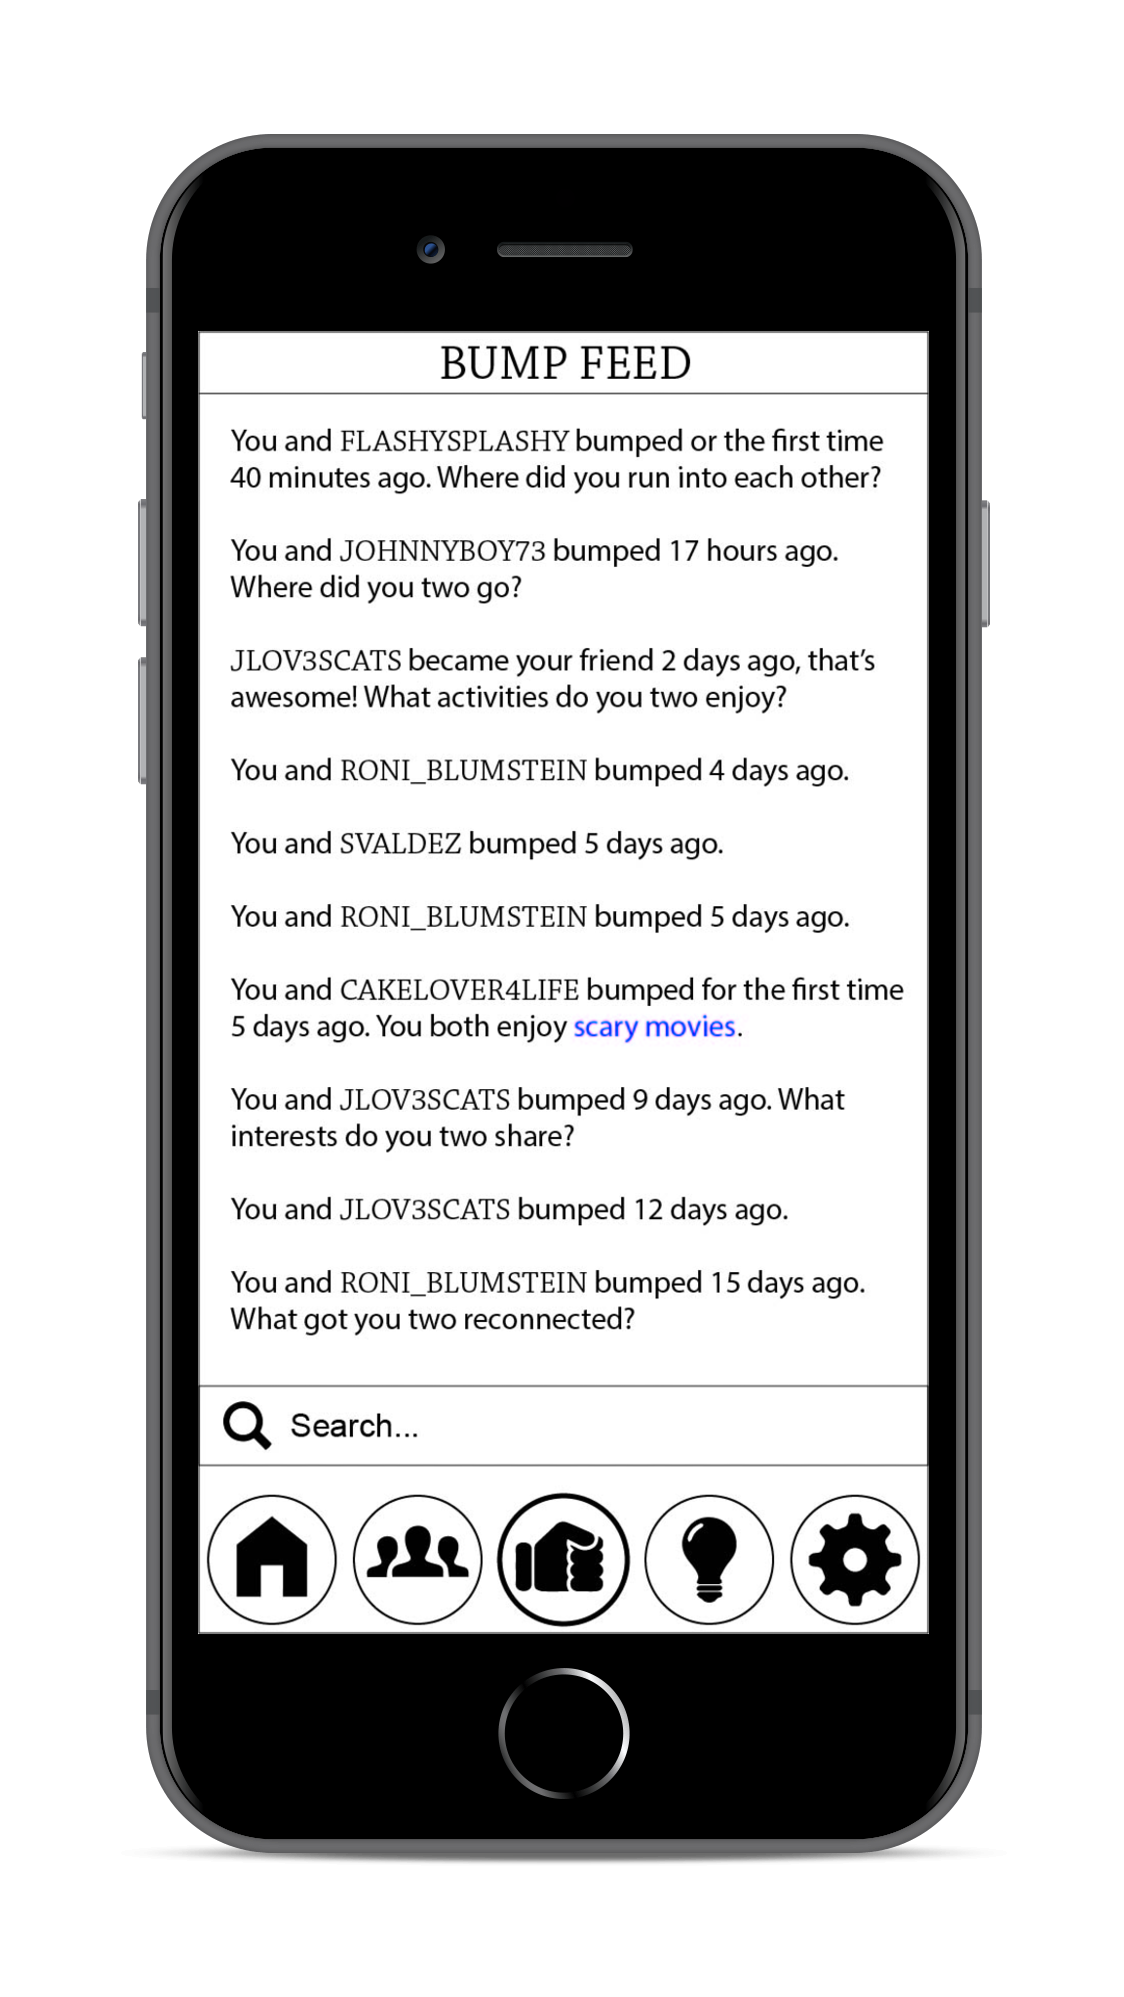 BUMP FEED
You and FLASHYSPLASHY bumped or the first time
40 minutes ago. Where did you run into each other?
You and JOHNNYBOY73 bumped 17 hours ago.
Where did you two go?
JLOV3SCATS became your friend 2 days ago, that’s
awesome! What activities do you two enjoy?
You and RONI_BLUMSTEIN bumped 4 days ago.
You and SVALDEZ bumped 5 days ago.
You and RONI_BLUMSTEIN bumped 5 days ago.
You and CAKELOVER4LIFE bumped for the first time
5 days ago. You both enjoy scary movies.
You and JLOV3SCATS bumped 9 days ago. What
interests do you two share?
You and JLOV3SCATS bumped 12 days ago.
You and RONI_BLUMSTEIN bumped 15 days ago.
What got you two reconnected?
Search...